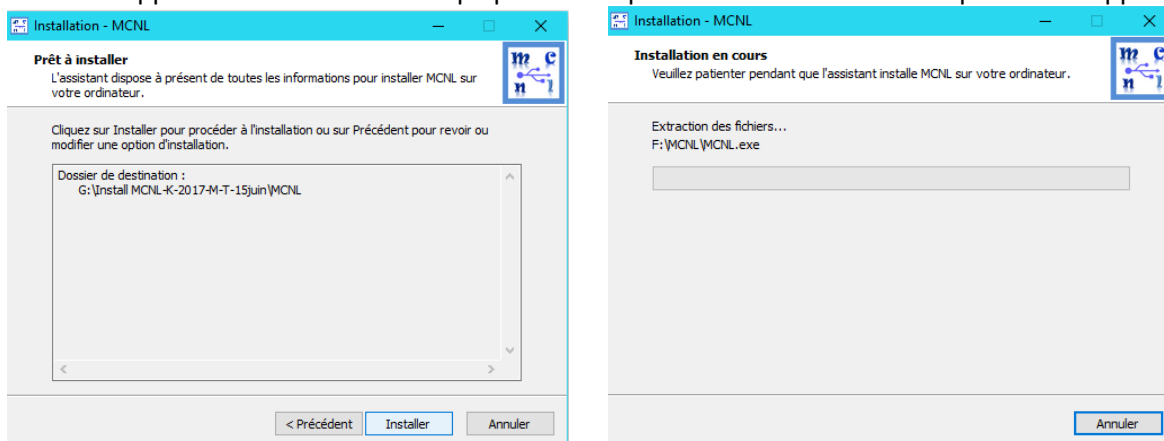 Installation - MCNL
Prêt à installer
L'assistant dispose à présent de toutes les informations pour installer MCNL sur
votre ordinateur.
m c
n l
Cliquez sur Installer pour procéder à l'installation ou sur Précédent pour revoir ou
modifier une option d'installation.
Dossier de destination :
G:\Install MCNL-K-2017-M-T-15juin\MCNL
< Précédent
Installer
Annuler
Installation - MCNL
Installation en cours
Veuillez patienter pendant que l'assistant installe MCNL sur votre ordinateur.
m c
n l
Extraction des fichiers...
F:\MCNL\MCNL.exe
Annuler